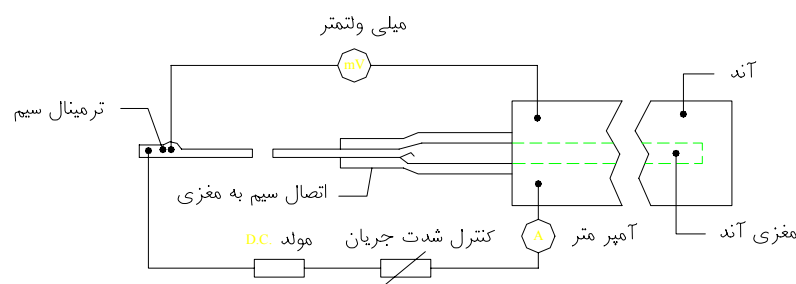 میلی ولتمتر
mV
آند
ترمینال سیم
اتصال سیم به مغزی
مغزی آند
آمپر متر
A
کنترل شدت جریان
مولد D.C.